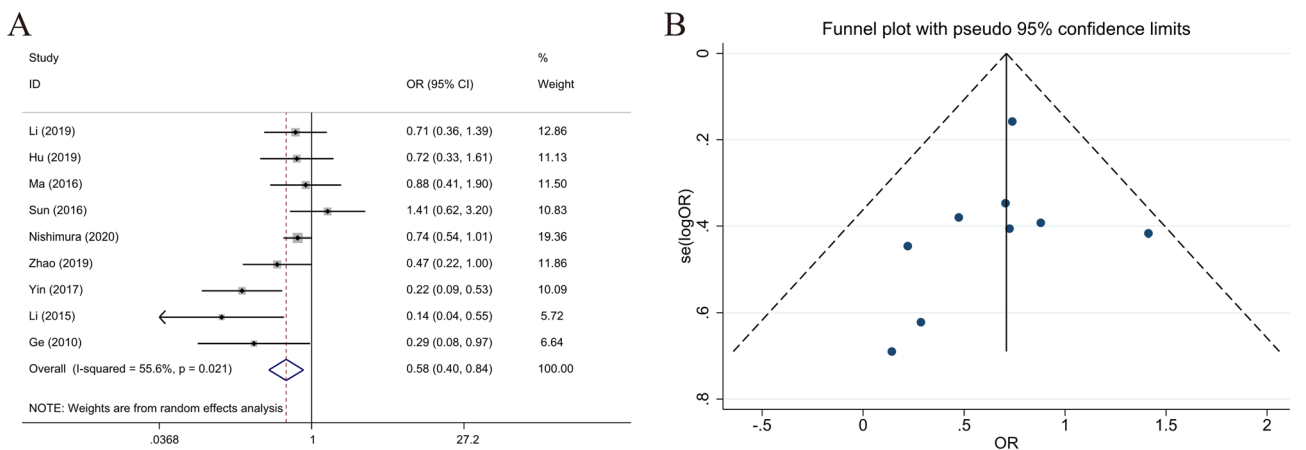 A
Study %
ID OR (95% CI) Weight
Li (2019) 0.71 (0.36, 1.39) 12.86
Hu (2019) 0.72 (0.33, 1.61) 11.13
Ma (2016) 0.88 (0.41, 1.90) 11.50
Sun (2016) 1.41 (0.62, 3.20) 10.83
Nishimura (2020) 0.74 (0.54, 1.01) 19.36
Zhao (2019) 0.47 (0.22, 1.00) 11.86
Yin (2017) 0.22 (0.09, 0.53) 10.09
Li (2015) 0.14 (0.04, 0.55) 5.72
Ge (2010) 0.29 (0.08, 0.97) 6.64
Overall (I-squared = 55.6%, p = 0.021) 0.58 (0.40, 0.84) 100.00
NOTE: Weights are from random effects analysis
.0368 1 27.2
B
Funnel plot with pseudo 95% confidence limits
se(logOR)
0
.2
.4
.6
.8
-.5 0 .5 1 1.5 2
OR